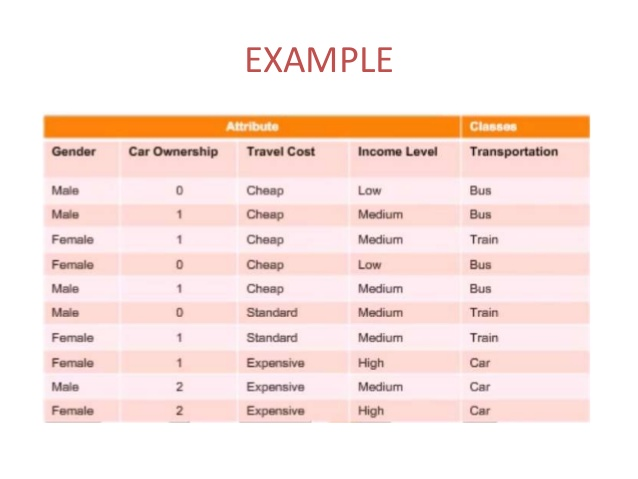 EXAMPLE
Attribute Classes
Gender Car Ownership Travel Cost Income Level Transportation
Male 0 Cheap Low Bus
Male 1 Cheap Medium Bus
Female 1 Cheap Medium Train
Female 0 Cheap Low Bus
Male 1 Cheap Medium Bus
Male 0 Standard Medium Train
Female 1 Standard Medium Train
Female 1 Expensive High Car
Male 2 Expensive Medium Car
Female 2 Expensive High Car